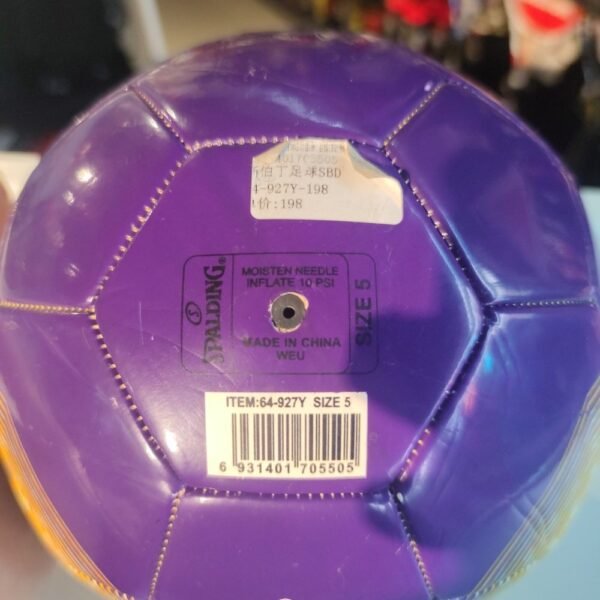 4017C5505
伯丁足球SBD
4-927Y-198
价:198
SPALDING®
MOISTEN NEEDLE
INFLATE 10 PSI
SIZE 5
MADE IN CHINA
WEU
ITEM:64-927Y SIZE 5
6 931401 705505